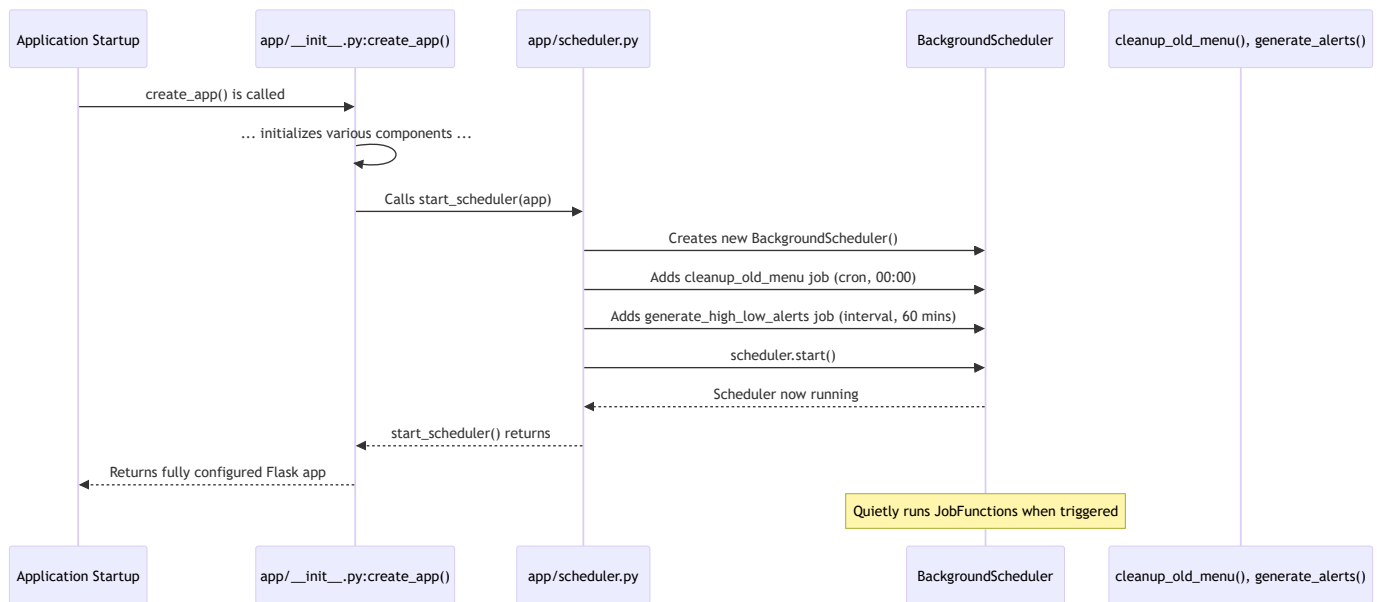 Application Startup
app/__init__.py:create_app()
app/scheduler.py
BackgroundScheduler
cleanup_old_menu(), generate_alerts()
create_app() is called
... initializes various components ...
Calls start_scheduler(app)
Creates new BackgroundScheduler()
Adds cleanup_old_menu job (cron, 00:00)
Adds generate_high_low_alerts job (interval, 60 mins)
scheduler.start()
Scheduler now running
start_scheduler() returns
Returns fully configured Flask app
Quietly runs JobFunctions when triggered
Application Startup
app/__init__.py:create_app()
app/scheduler.py
BackgroundScheduler
cleanup_old_menu(), generate_alerts()